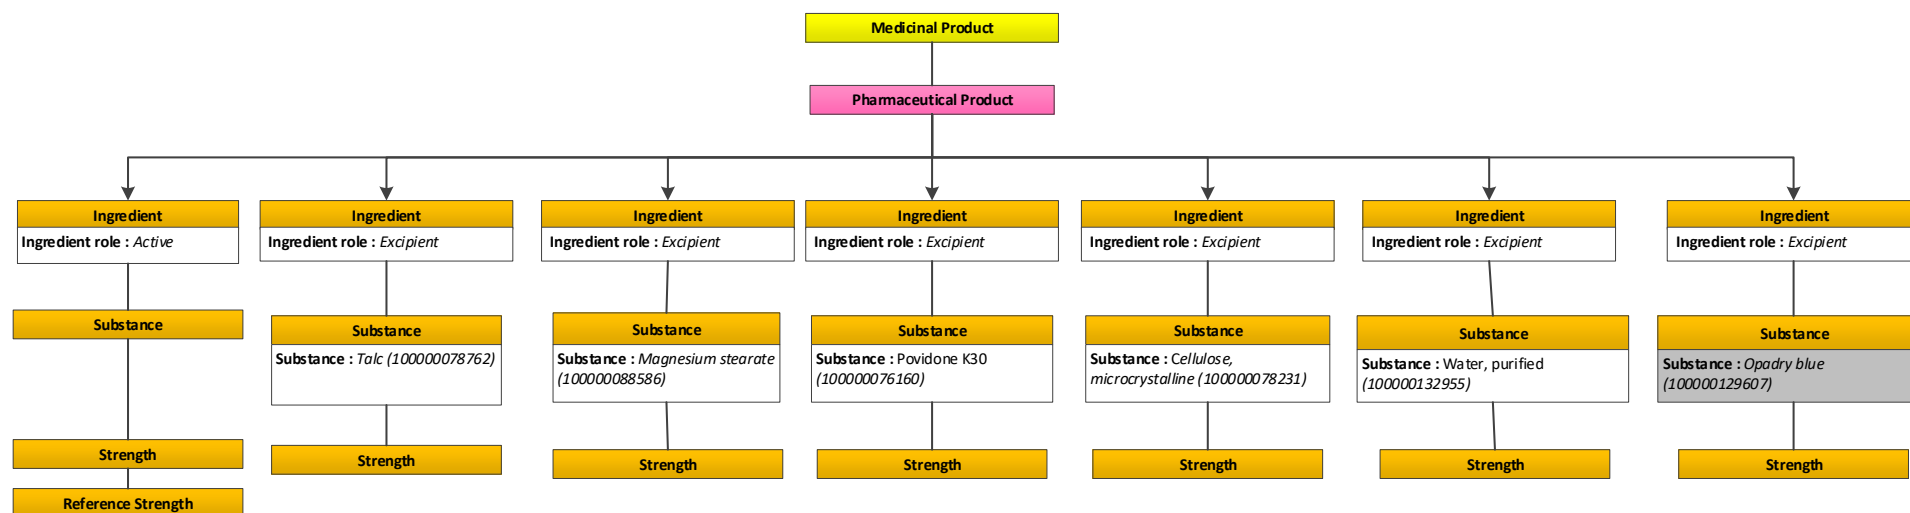 Medicinal Product
Pharmaceutical Product
Ingredient
Ingredient role : Active
Substance
Strength
Reference Strength
Ingredient
Ingredient role : Excipient
Substance
Substance : Talc (100000078762)
Strength
Ingredient
Ingredient role : Excipient
Substance
Substance : Magnesium stearate
(100000088586)
Strength
Ingredient
Ingredient role : Excipient
Substance
Substance : Povidone K30
(100000076160)
Strength
Ingredient
Ingredient role : Excipient
Substance
Substance : Cellulose,
microcrystalline (100000078231)
Strength
Ingredient
Ingredient role : Excipient
Substance
Substance : Water, purified
(100000132955)
Strength
Ingredient
Ingredient role : Excipient
Substance
Substance : Opadry blue
(100000129607)
Strength